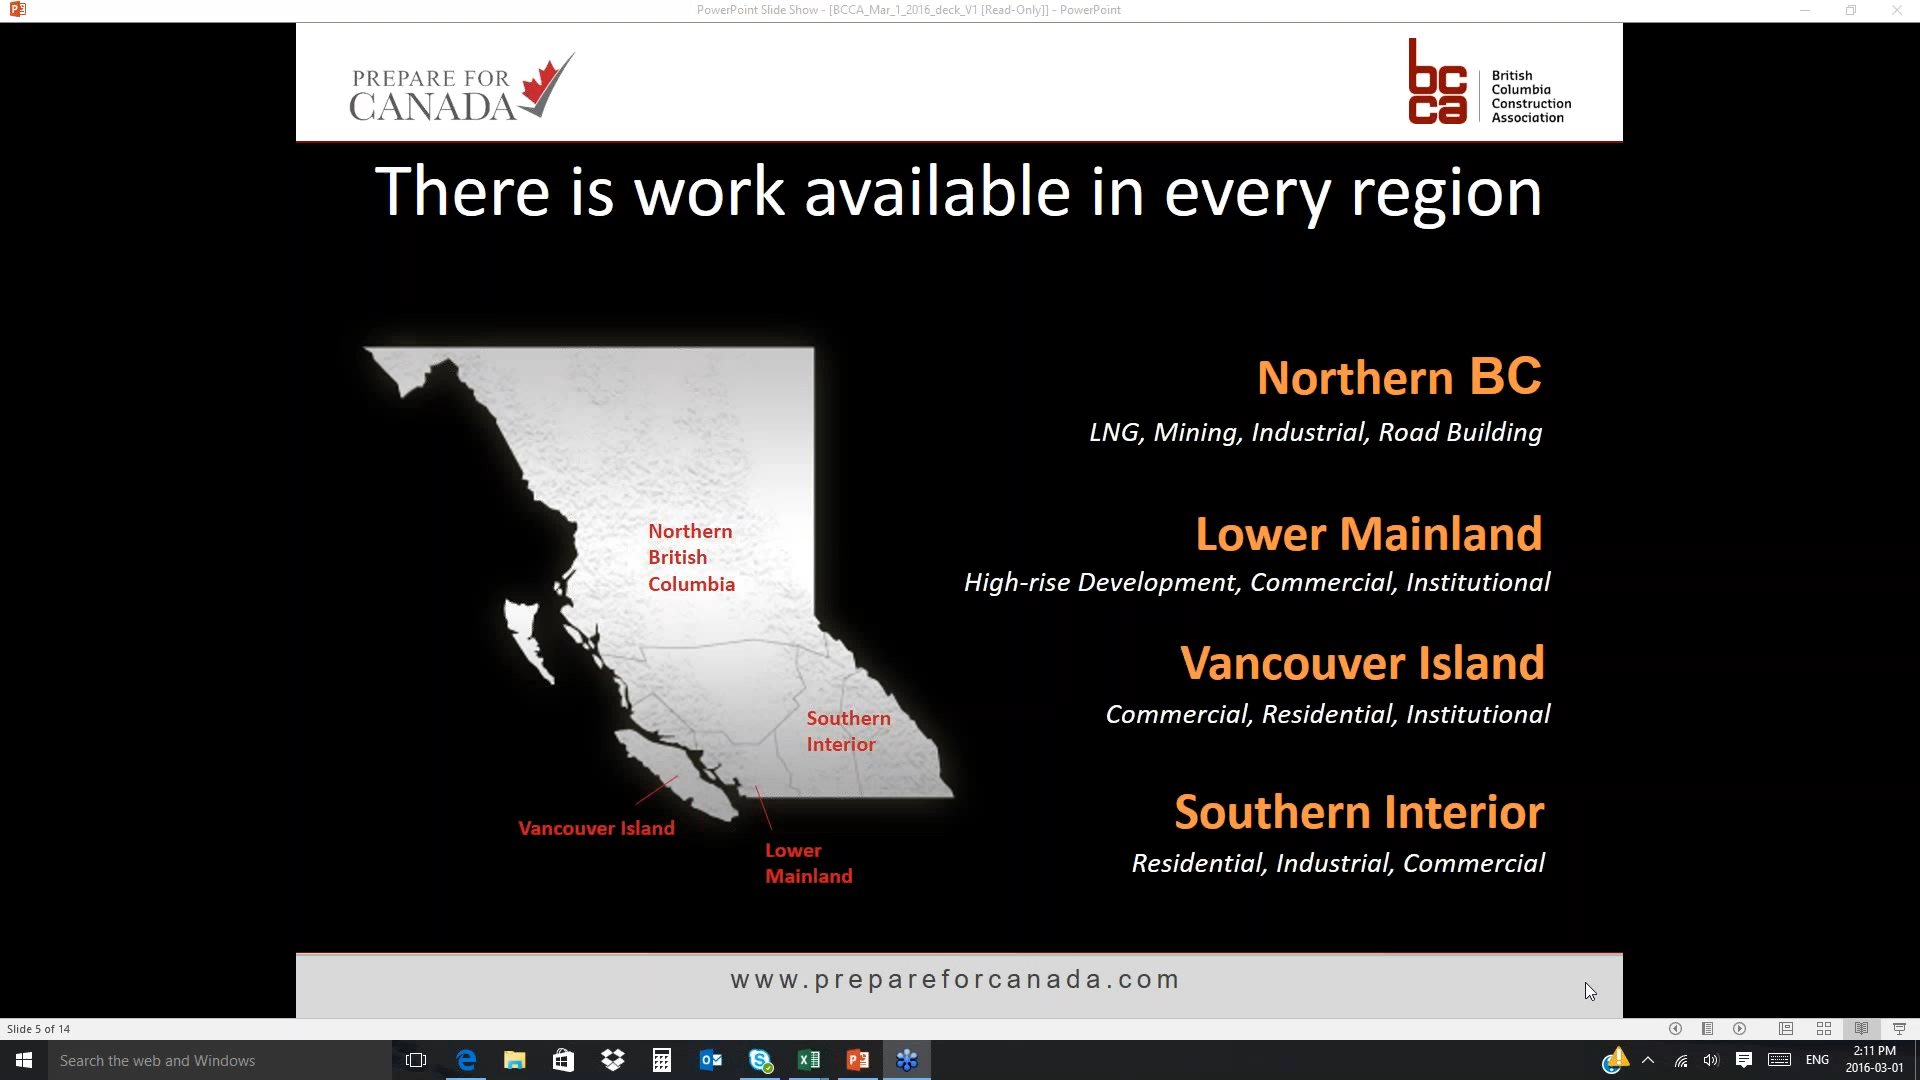 PowerPoint Slide Show - [BCCA_Mar_1_2016_deck_V1 [Read-Only]] - PowerPoint
PREPARE FOR
CANADA
bc
ca
British
Columbia
Construction
Association
There is work available in every region
Northern
British
Columbia
Southern
Interior
Vancouver Island
Lower
Mainland
Northern BC
LNG, Mining, Industrial, Road Building
Lower Mainland
High-rise Development, Commercial, Institutional
Vancouver Island
Commercial, Residential, Institutional
Southern Interior
Residential, Industrial, Commercial
www.prepareforcanada.com
Slide 5 of 14
Search the web and Windows
ENG
2:11 PM
2016-03-01